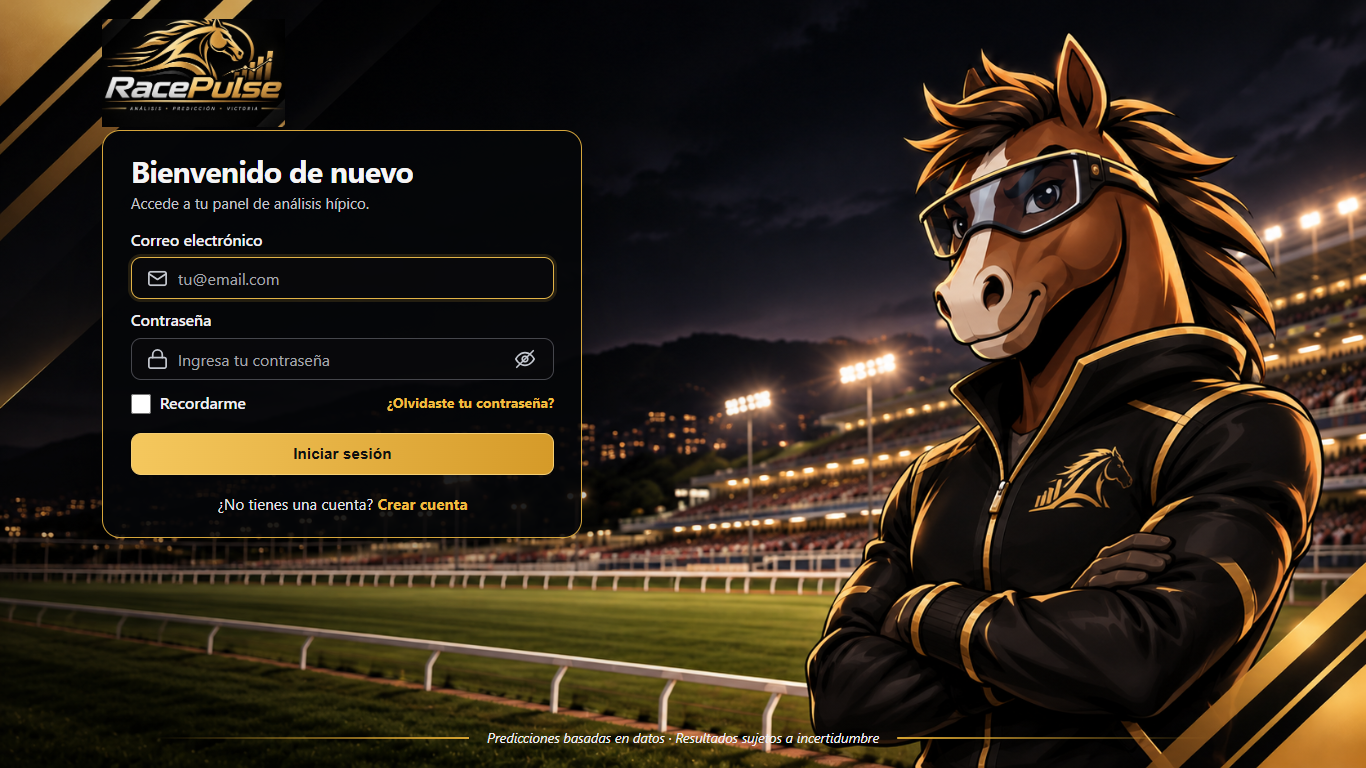 RacePulse
ANÁLISIS • PREDICCIÓN • VICTORIA
Bienvenido de nuevo
Accede a tu panel de análisis hípico.
Correo electrónico
tu@email.com
Contraseña
Ingresa tu contraseña
Recordarme
¿Olvidaste tu contraseña?
Iniciar sesión
¿No tienes una cuenta? Crear cuenta
Predicciones basadas en datos · Resultados sujetos a incertidumbre